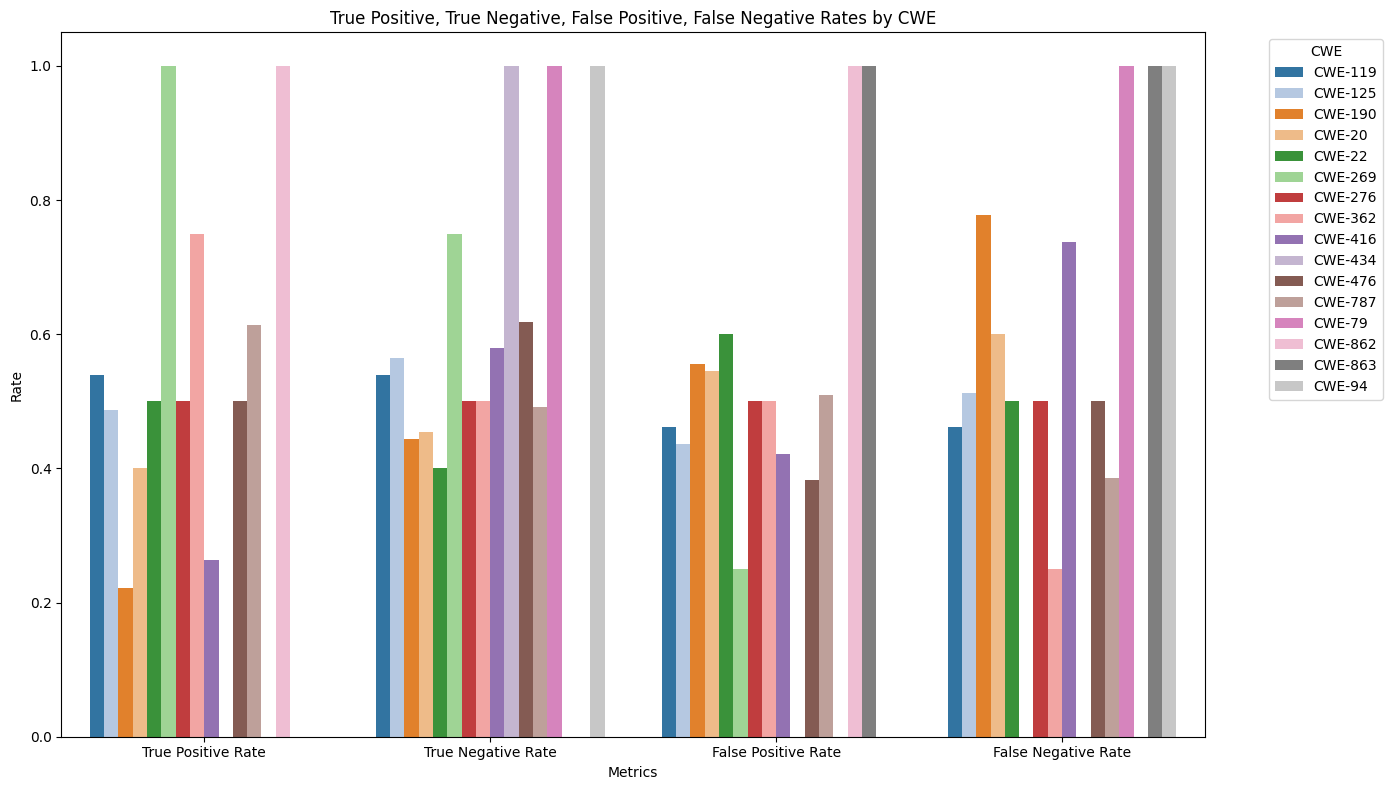 True Positive, True Negative, False Positive, False Negative Rates by CWE
1.0
0.8
0.6
0.4
0.2
0.0
Rate
True Positive Rate
True Negative Rate
False Positive Rate
False Negative Rate
Metrics
CWE
CWE-119
CWE-125
CWE-190
CWE-20
CWE-22
CWE-269
CWE-276
CWE-362
CWE-416
CWE-434
CWE-476
CWE-787
CWE-79
CWE-862
CWE-863
CWE-94